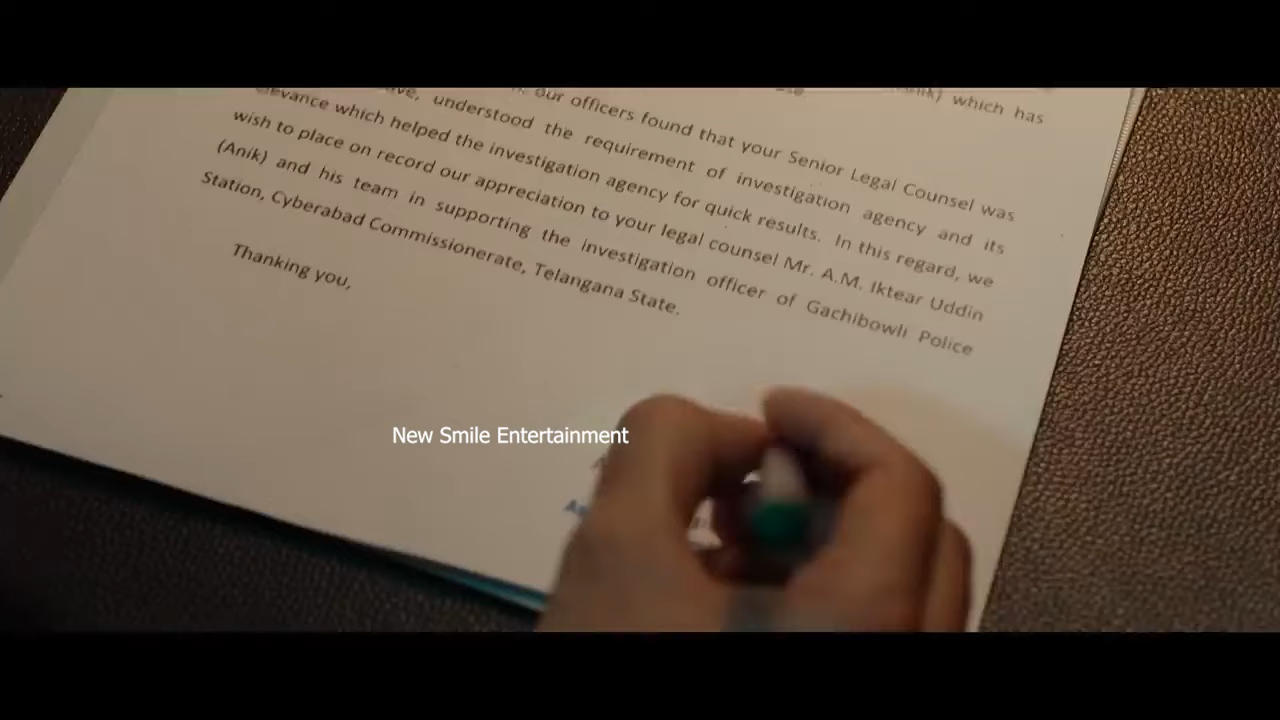 which has
our officers found that your Senior Legal Counsel was
understood the requirement of investigation agency and its
relevance which helped the investigation agency for quick results. In this regard, we
wish to place on record our appreciation to your legal counsel Mr. A.M. Iktear Uddin
(Anik) and his team in supporting the investigation officer of Gachibowli Police
Station, Cyberabad Commissionerate, Telangana State.
Thanking you,
New Smile Entertainment